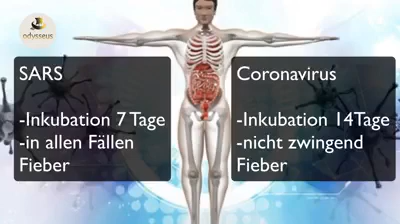 odysseus
SARS
-Inkubation 7 Tage
-in allen Fällen
Fieber
Coronavirus
-Inkubation 14Tage
-nicht zwingend
Fieber